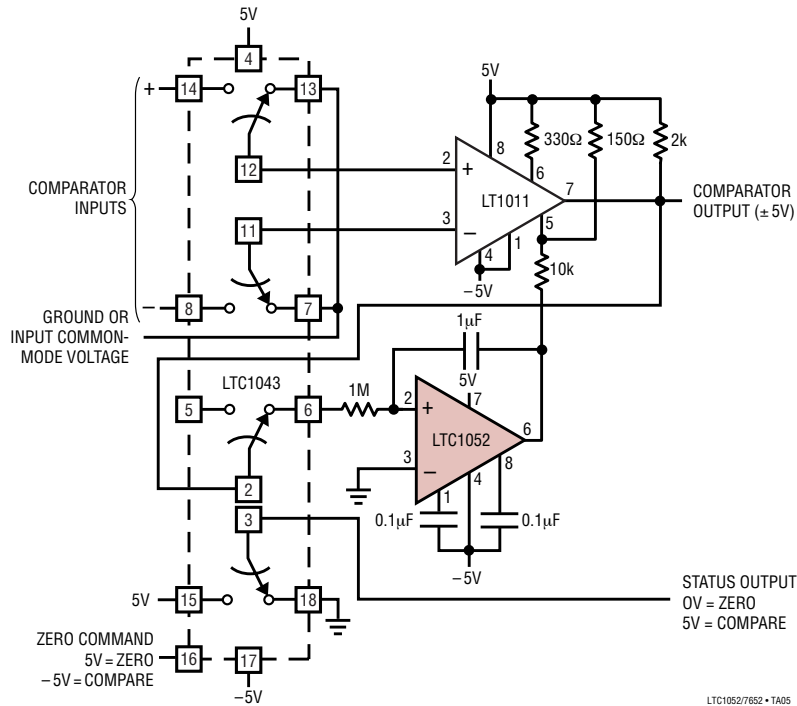 5V
4
+
14
13
12
COMPARATOR
INPUTS
11
−
8
7
GROUND OR
INPUT COMMON-
MODE VOLTAGE
LTC1043
5
6
2
3
5V
15
18
ZERO COMMAND
5V = ZERO
−5V = COMPARE
16
17
−5V
5V
8
330Ω
150Ω
2k
2
+
6
LT1011
7
COMPARATOR
OUTPUT (±5V)
3
−
5
4
1
−5V
10k
1µF
1M
5V
7
2
+
LTC1052
6
3
−
8
1
4
0.1µF
0.1µF
−5V
STATUS OUTPUT
0V = ZERO
5V = COMPARE
LTC1052/7652 • TA05